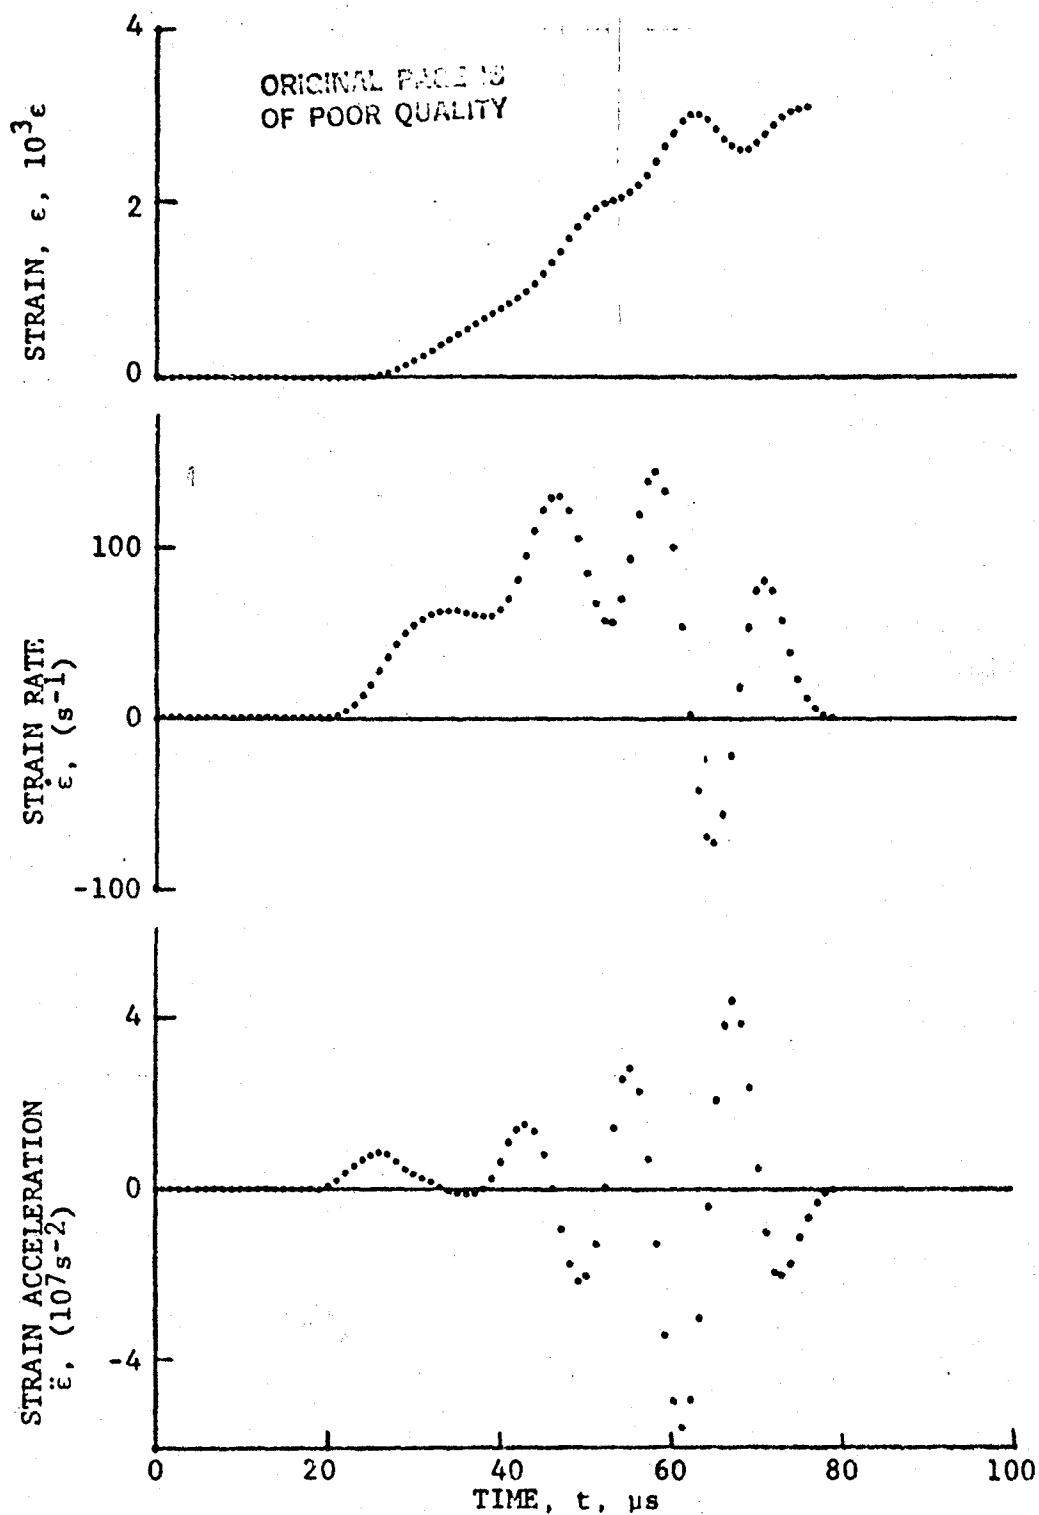 4
ORIGINAL PAGE IS
OF POOR QUALITY
STRAIN, ε, 10³ε
2
0
100
STRAIN RATE
ε̇, (s⁻¹)
0
-100
4
STRAIN ACCELERATION
ε̈, (10⁷s⁻²)
0
-4
0 20 40 60 80 100
TIME, t, μs